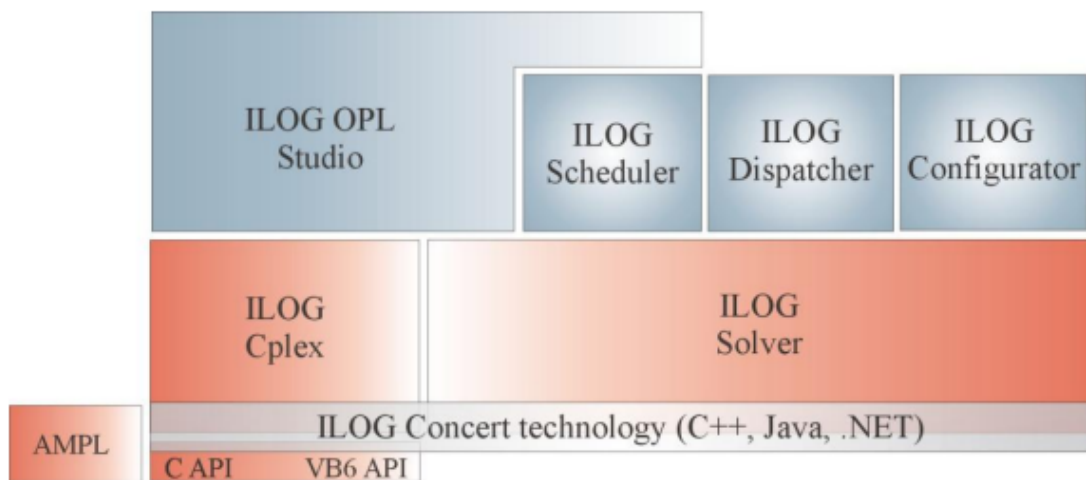 ILOG OPL
Studio
ILOG
Scheduler
ILOG
Dispatcher
ILOG
Configurator
ILOG
Cplex
ILOG
Solver
ILOG Concert technology (C++, Java, .NET)
AMPL
C API
VB6 API